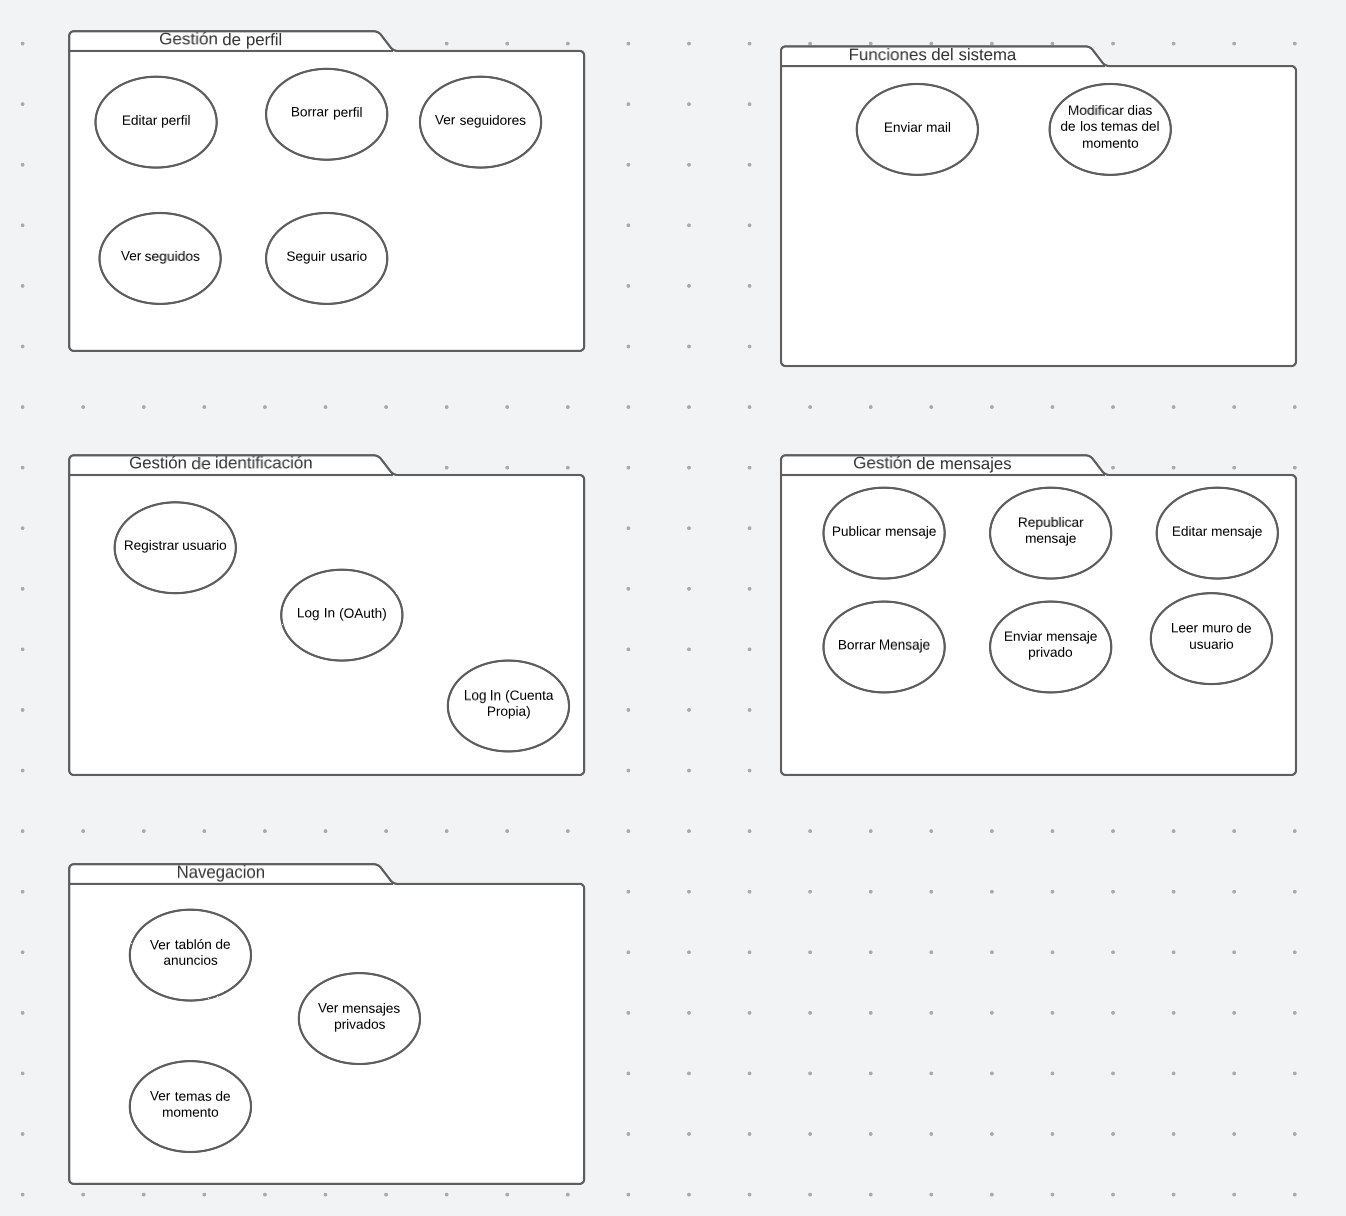 Gestión de perfil
Editar perfil
Borrar perfil
Ver seguidores
Ver seguidos
Seguir usario
Funciones del sistema
Enviar mail
Modificar dias
de los temas del
momento
Gestión de identificación
Registrar usuario
Log In (OAuth)
Log In (Cuenta
Propia)
Gestión de mensajes
Publicar mensaje
Republicar
mensaje
Editar mensaje
Borrar Mensaje
Enviar mensaje
privado
Leer muro de
usuario
Navegacion
Ver tablón de
anuncios
Ver mensajes
privados
Ver temas de
momento